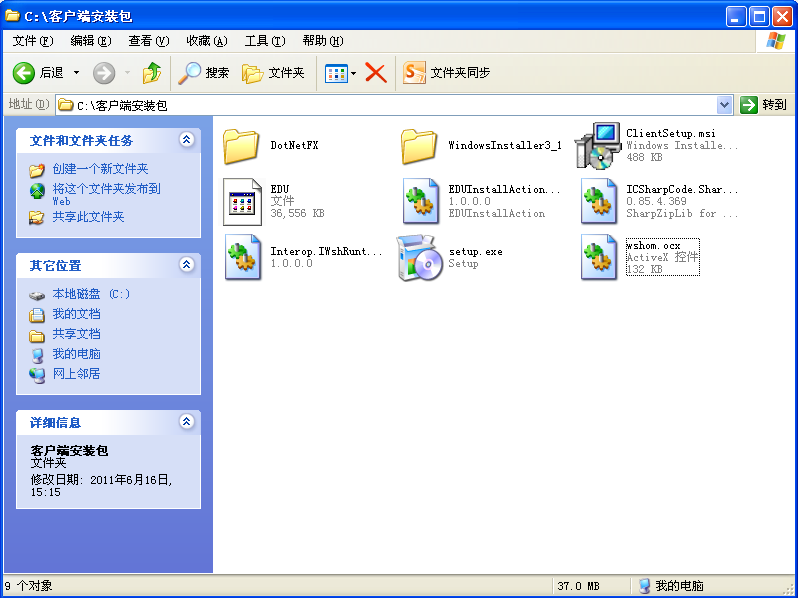 C:\客户端安装包
文件(F) 编辑(E) 查看(V) 收藏(A) 工具(T) 帮助(H)
后退 搜索 文件夹 文件夹同步
地址(D) C:\客户端安装包 转到
文件和文件夹任务
创建一个新文件夹
将这个文件夹发布到
Web
共享此文件夹
其它位置
本地磁盘 (C:)
我的文档
共享文档
我的电脑
网上邻居
详细信息
客户端安装包
文件夹
修改日期: 2011年6月16日,
15:15
DotNetFX
WindowsInstaller3_1
ClientSetup.msi
Windows Installe...
488 KB
EDU
文件
36,556 KB
EDUInstallAction...
1.0.0.0
EDUInstallAction
ICSharpCode.Shar...
0.85.4.369
SharpZipLib for ...
Interop.IWshRunt...
1.0.0.0
setup.exe
Setup
wshom.ocx
ActiveX 控件
132 KB
9 个对象 37.0 MB 我的电脑